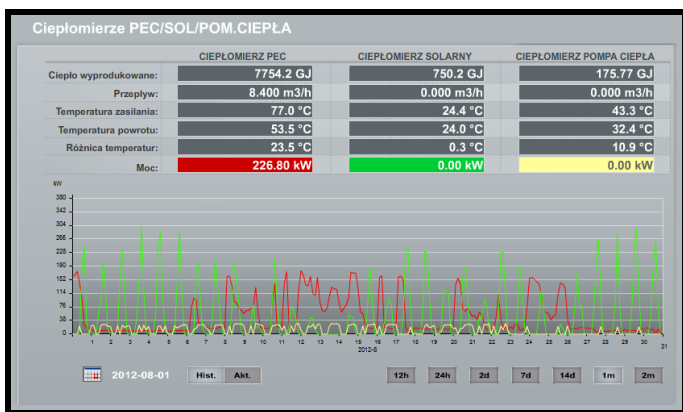 Ciepłomierze PEC/SOL/POM.CIEPŁA
CIEPŁOMIERZ PEC CIEPŁOMIERZ SOLARNY CIEPŁOMIERZ POMPA CIEPŁA
Ciepło wyprodukowane: 7754.2 GJ 750.2 GJ 175.77 GJ
Przepływ: 8.400 m3/h 0.000 m3/h 0.000 m3/h
Temperatura zasilania: 77.0 °C 24.4 °C 43.3 °C
Temperatura powrotu: 53.5 °C 24.0 °C 32.4 °C
Różnica temperatur: 23.5 °C 0.3 °C 10.9 °C
Moc: 226.80 kW 0.00 kW 0.00 kW
kW
380
342
304
266
228
190
152
114
76
38
0
1 2 3 4 5 6 7 8 9 10 11 12 13 14 15 16 17 18 19 20 21 22 23 24 25 26 27 28 29 30 31
2012-8
2012-08-01 Hist. Akt. 12h 24h 2d 7d 14d 1m 2m